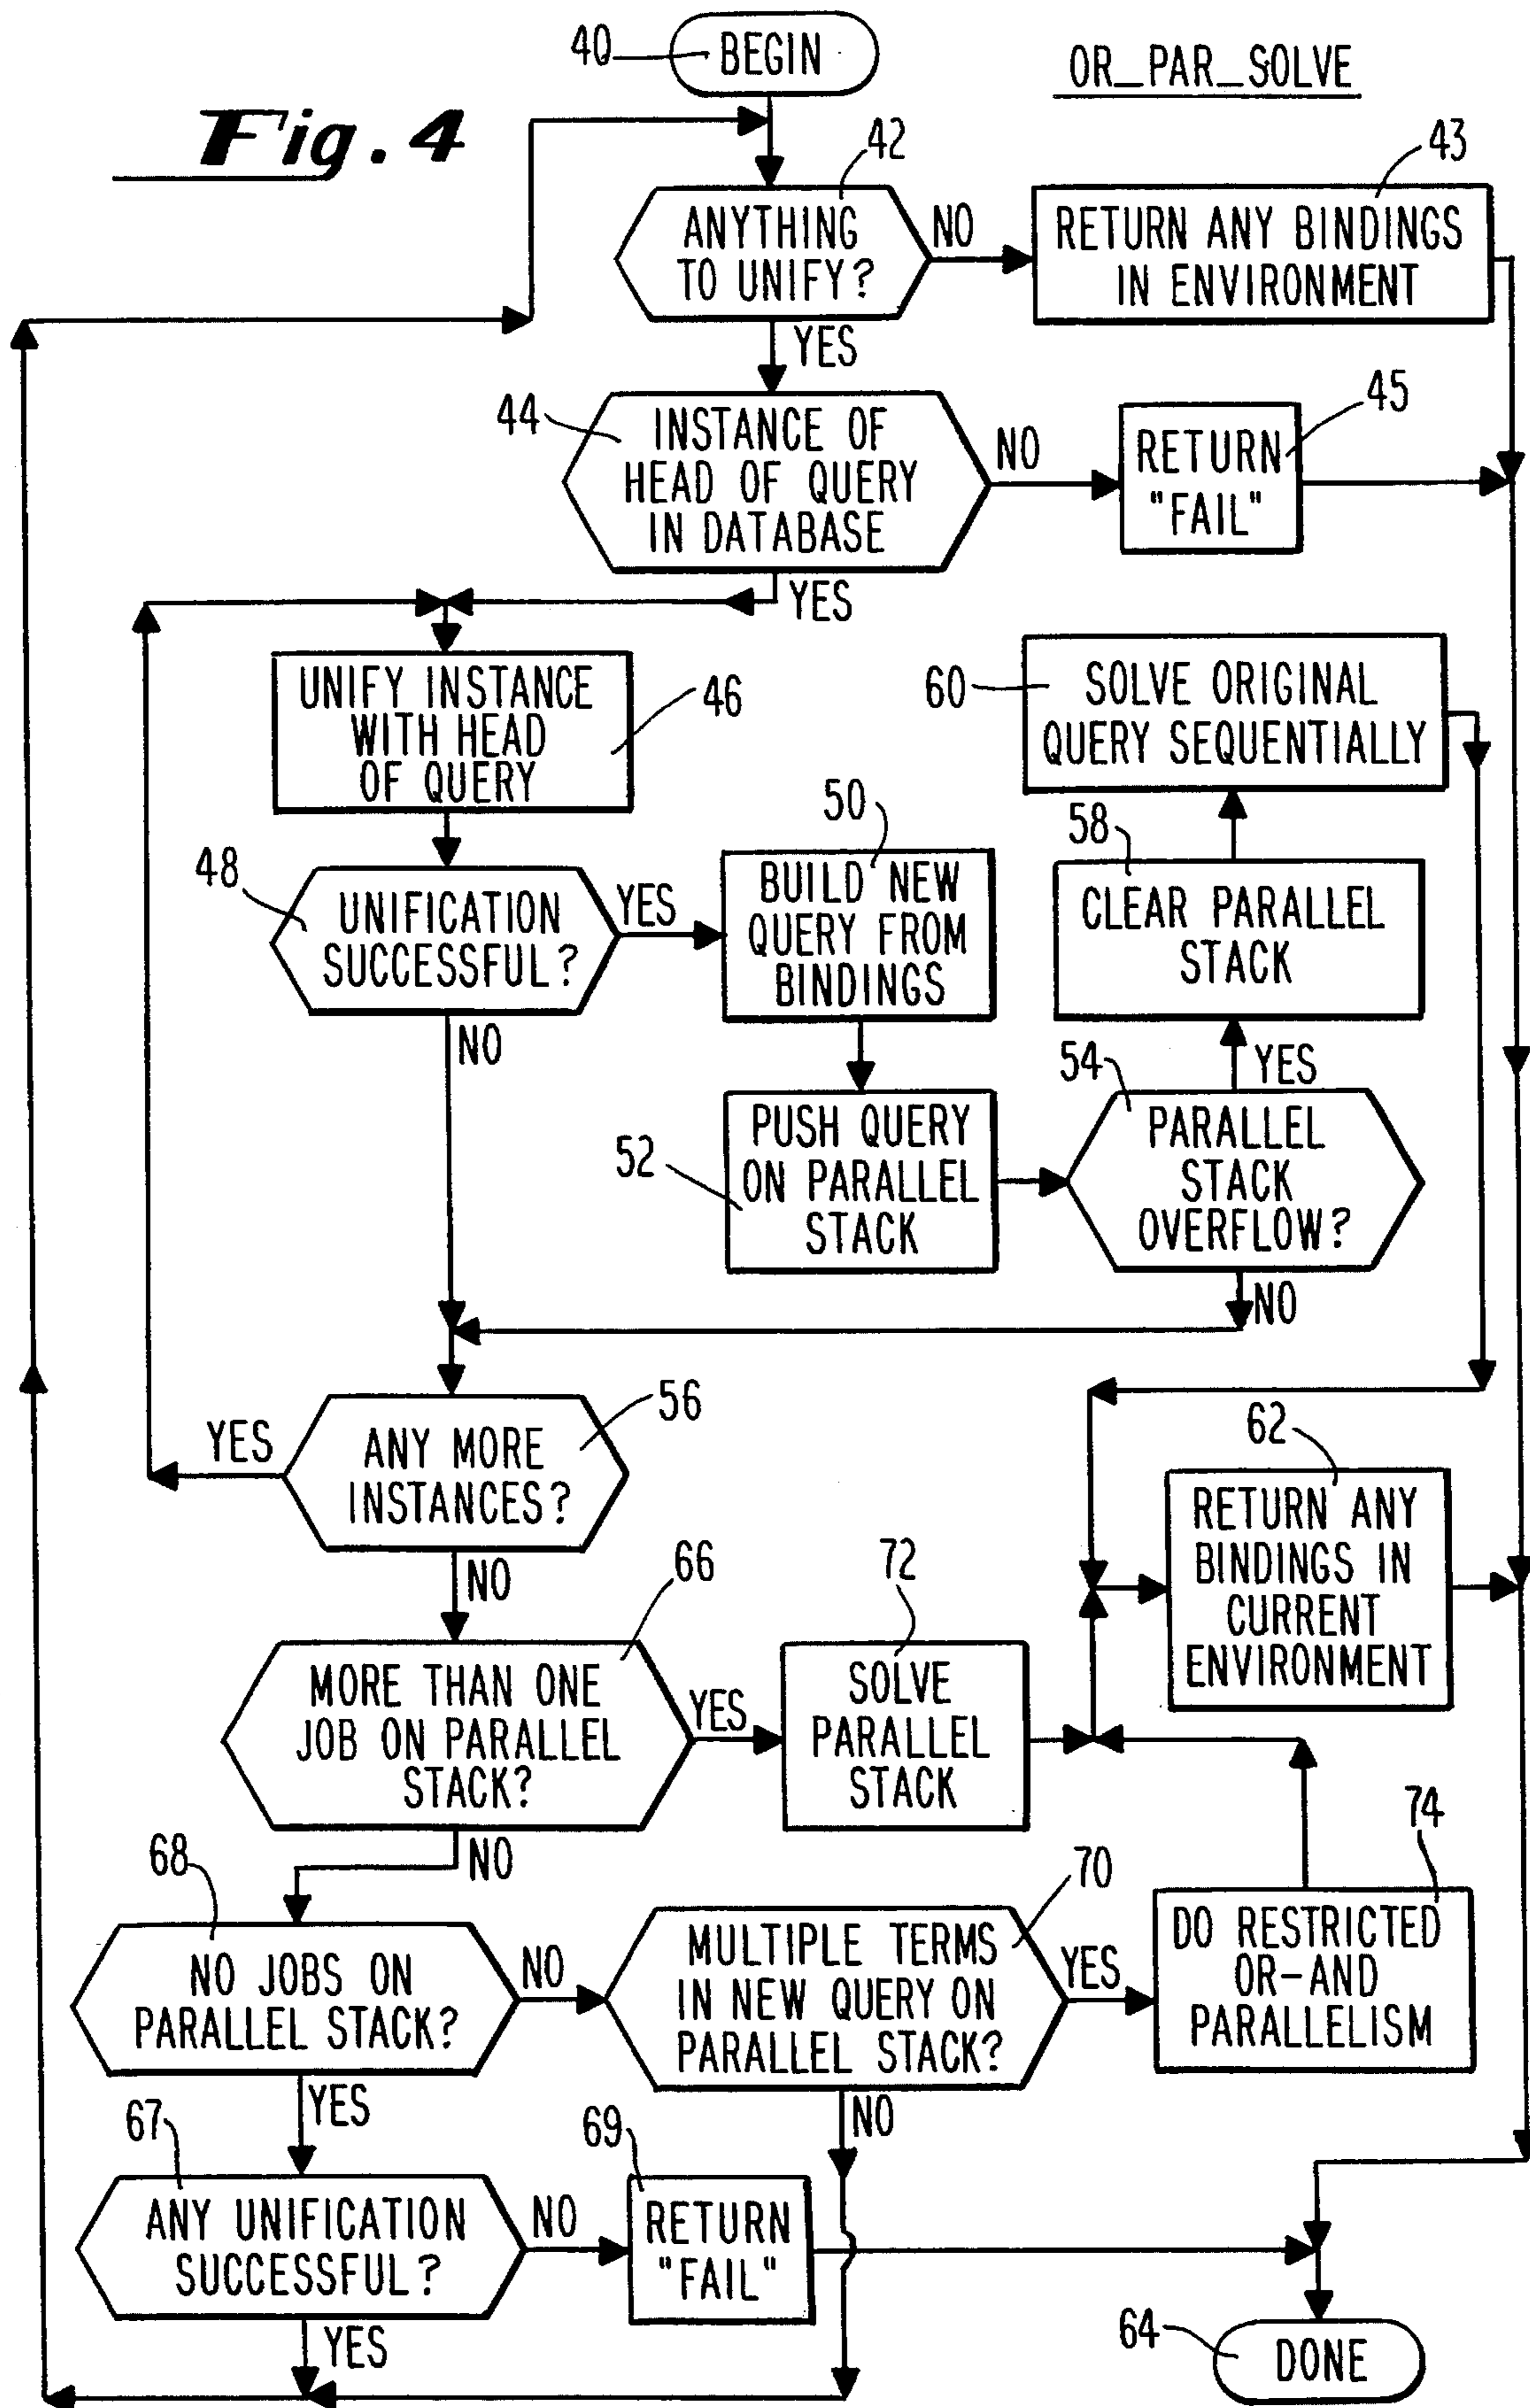 40
BEGIN
OR_PAR_SOLVE
Fig. 4
42
ANYTHING
TO UNIFY?
NO
43
RETURN ANY BINDINGS
IN ENVIRONMENT
YES
44
INSTANCE OF
HEAD OF QUERY
IN DATABASE
NO
45
RETURN
"FAIL"
YES
UNIFY INSTANCE
WITH HEAD
OF QUERY
46
60
SOLVE ORIGINAL
QUERY SEQUENTIALLY
48
UNIFICATION
SUCCESSFUL?
YES
50
BUILD NEW
QUERY FROM
BINDINGS
58
CLEAR PARALLEL
STACK
NO
52
PUSH QUERY
ON PARALLEL
STACK
54
YES
PARALLEL
STACK
OVERFLOW?
NO
56
YES
ANY MORE
INSTANCES?
NO
62
RETURN ANY
BINDINGS IN
CURRENT
ENVIRONMENT
66
MORE THAN ONE
JOB ON PARALLEL
STACK?
YES
72
SOLVE
PARALLEL
STACK
NO
68
NO JOBS ON
PARALLEL STACK?
NO
70
MULTIPLE TERMS
IN NEW QUERY ON
PARALLEL STACK?
YES
74
DO RESTRICTED
OR-AND
PARALLELISM
YES
NO
67
ANY UNIFICATION
SUCCESSFUL?
NO
69
RETURN
"FAIL"
YES
64
DONE